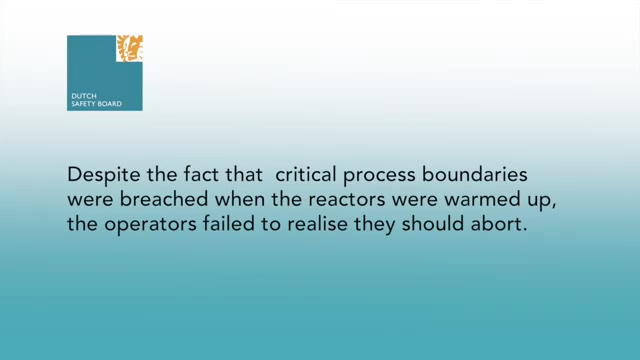 DUTCH
SAFETY BOARD
Despite the fact that critical process boundaries
were breached when the reactors were warmed up,
the operators failed to realise they should abort.